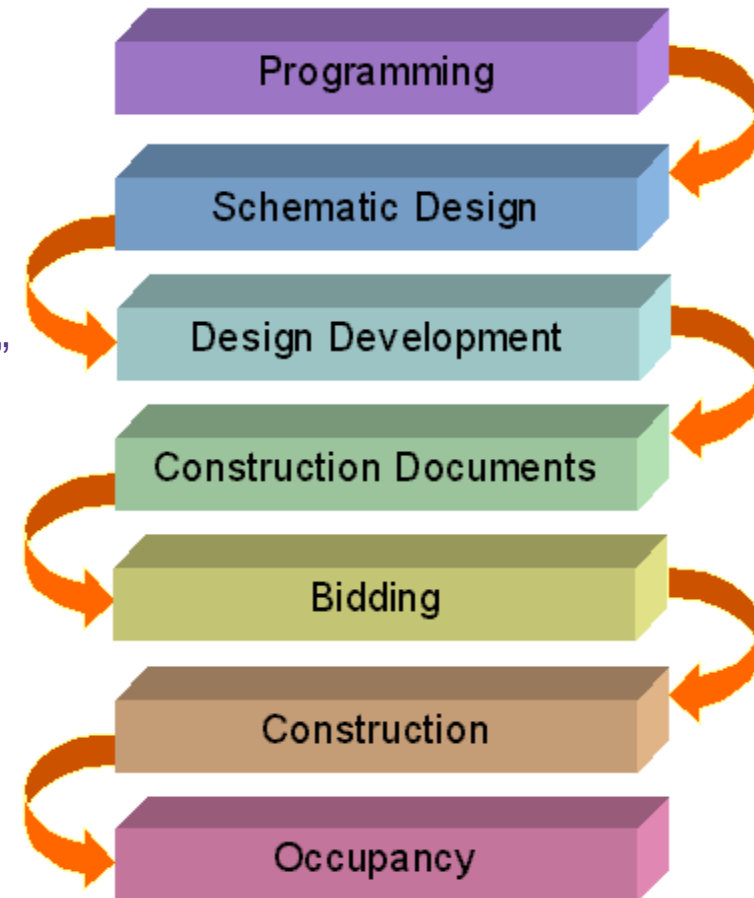 Programming
Schematic Design
”
Design Development
Construction Documents
Bidding
Construction
Occupancy